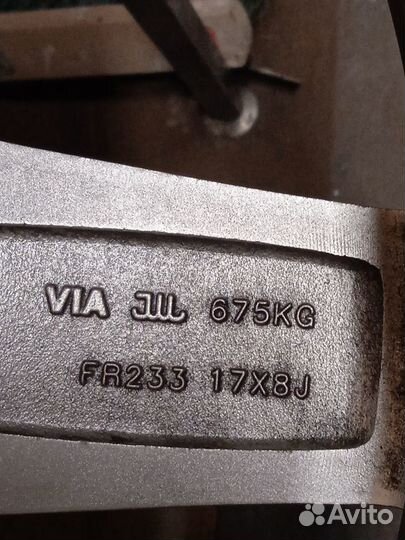 VIA JWL 675KG
FR233 17X8J
Avito